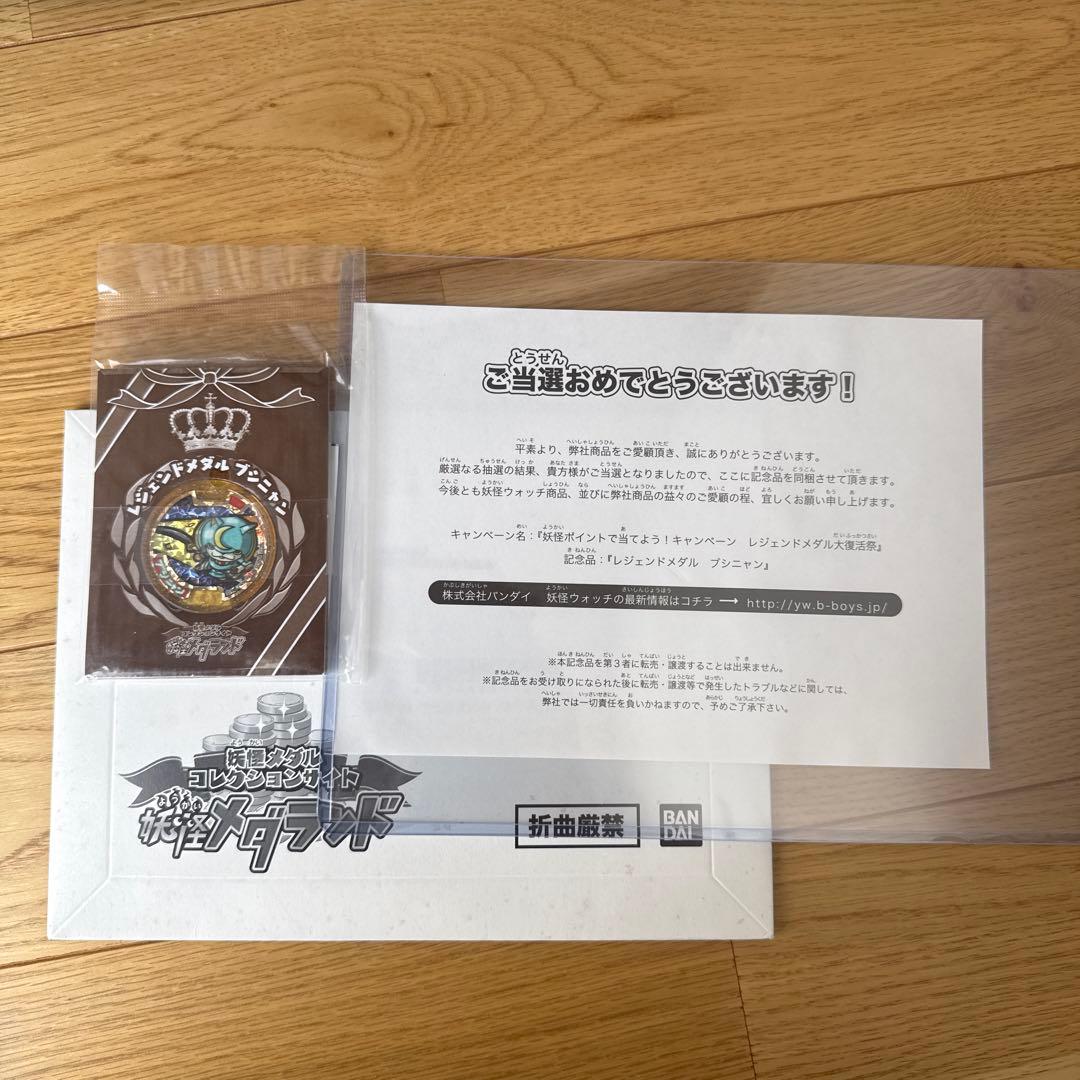 レジェンドメダル ブシニャン
妖怪メダル
コレクションサイト
妖怪メダランド
ご当選おめでとうございます！
平素より、弊社商品をご愛顧頂き、誠にありがとうございます。
厳選なる抽選の結果、貴方様がご当選となりましたので、ここに記念品を同梱させて頂きます。
今後とも妖怪ウォッチ商品、並びに弊社商品の益々のご愛顧の程、宜しくお願い申し上げます。
キャンペーン名：『妖怪ポイントで当てよう！キャンペーン　レジェンドメダル大復活祭』
記念品：『レジェンドメダル　ブシニャン』
株式会社バンダイ　妖怪ウォッチの最新情報はコチラ → http://yw.b-boys.jp/
※本記念品を第3者に転売・譲渡することは出来ません。
※記念品をお受け取りになられた後に転売・譲渡等で発生したトラブルなどに関しては、
弊社では一切責任を負いかねますので、予めご了承下さい。
妖怪メダル
コレクションサイト
妖怪メダランド
折曲厳禁
BAN
DAI